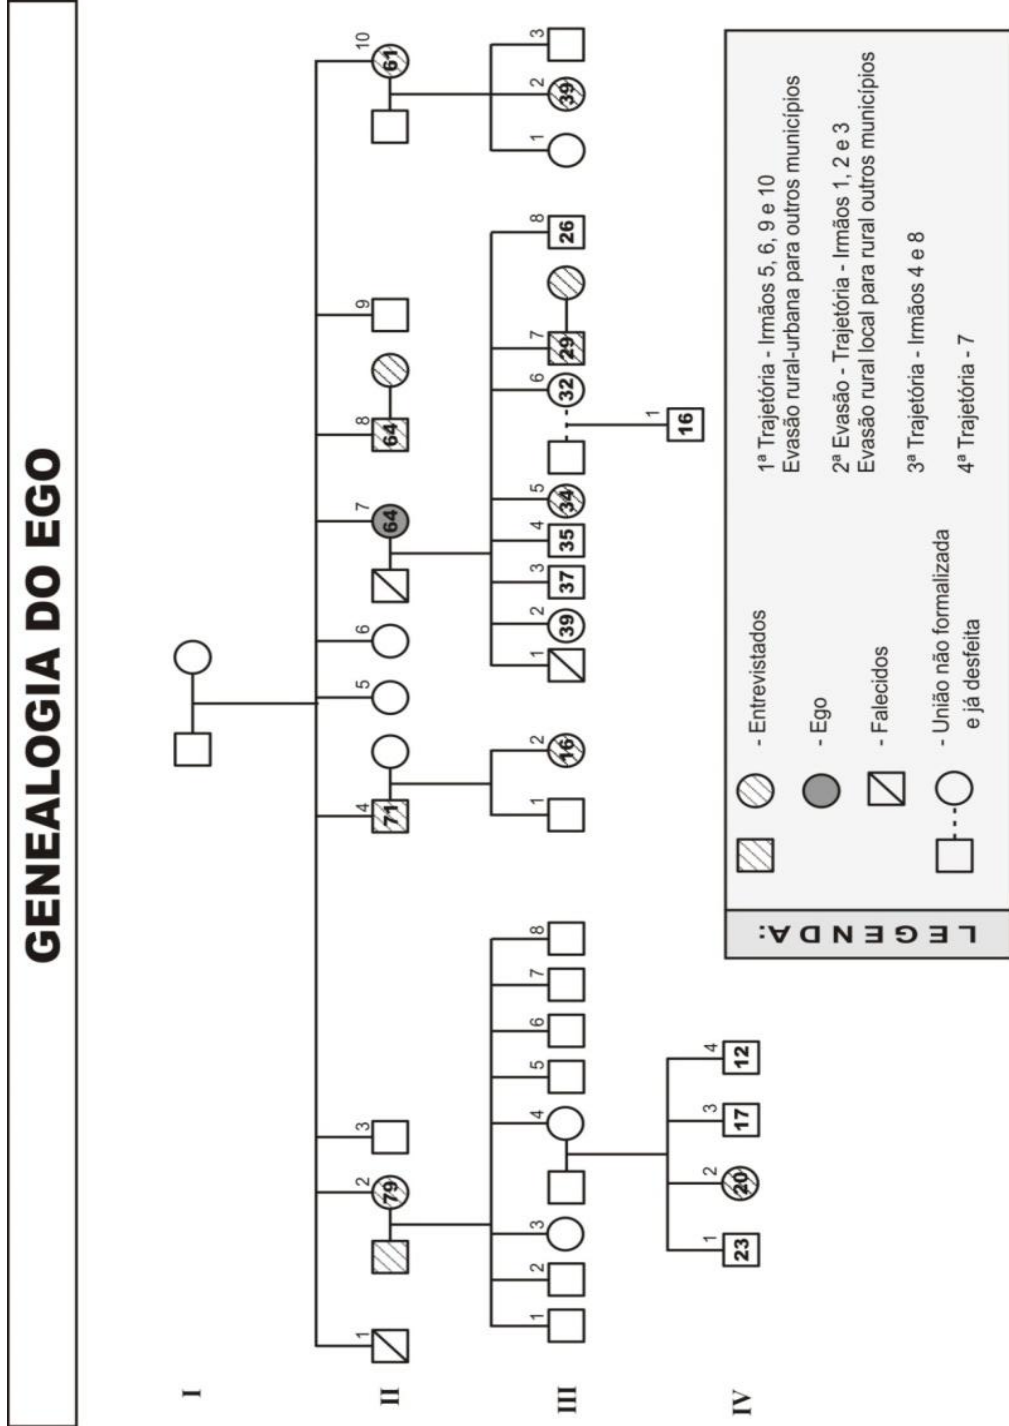 GENEALOGIA DO EGO
I
1 2 3 4 5 6 7 8 9 10
II 79 71 64 64 61
1 2 3 4 5 6 7 8 1 2 1 2 3 4 5 6 7 8 1 2 3
III 16 39 37 35 34 32 29 26 39
1
16
1 2 3 4
IV 23 20 17 12
LEGENDA:
- Entrevistados
- Ego
- Falecidos
- União não formalizada
e já desfeita
1ª Trajetória - Irmãos 5, 6, 9 e 10
Evasão rural-urbana para outros municípios
2ª Evasão - Trajetória - Irmãos 1, 2 e 3
Evasão rural local para rural outros municípios
3ª Trajetória - Irmãos 4 e 8
4ª Trajetória - 7